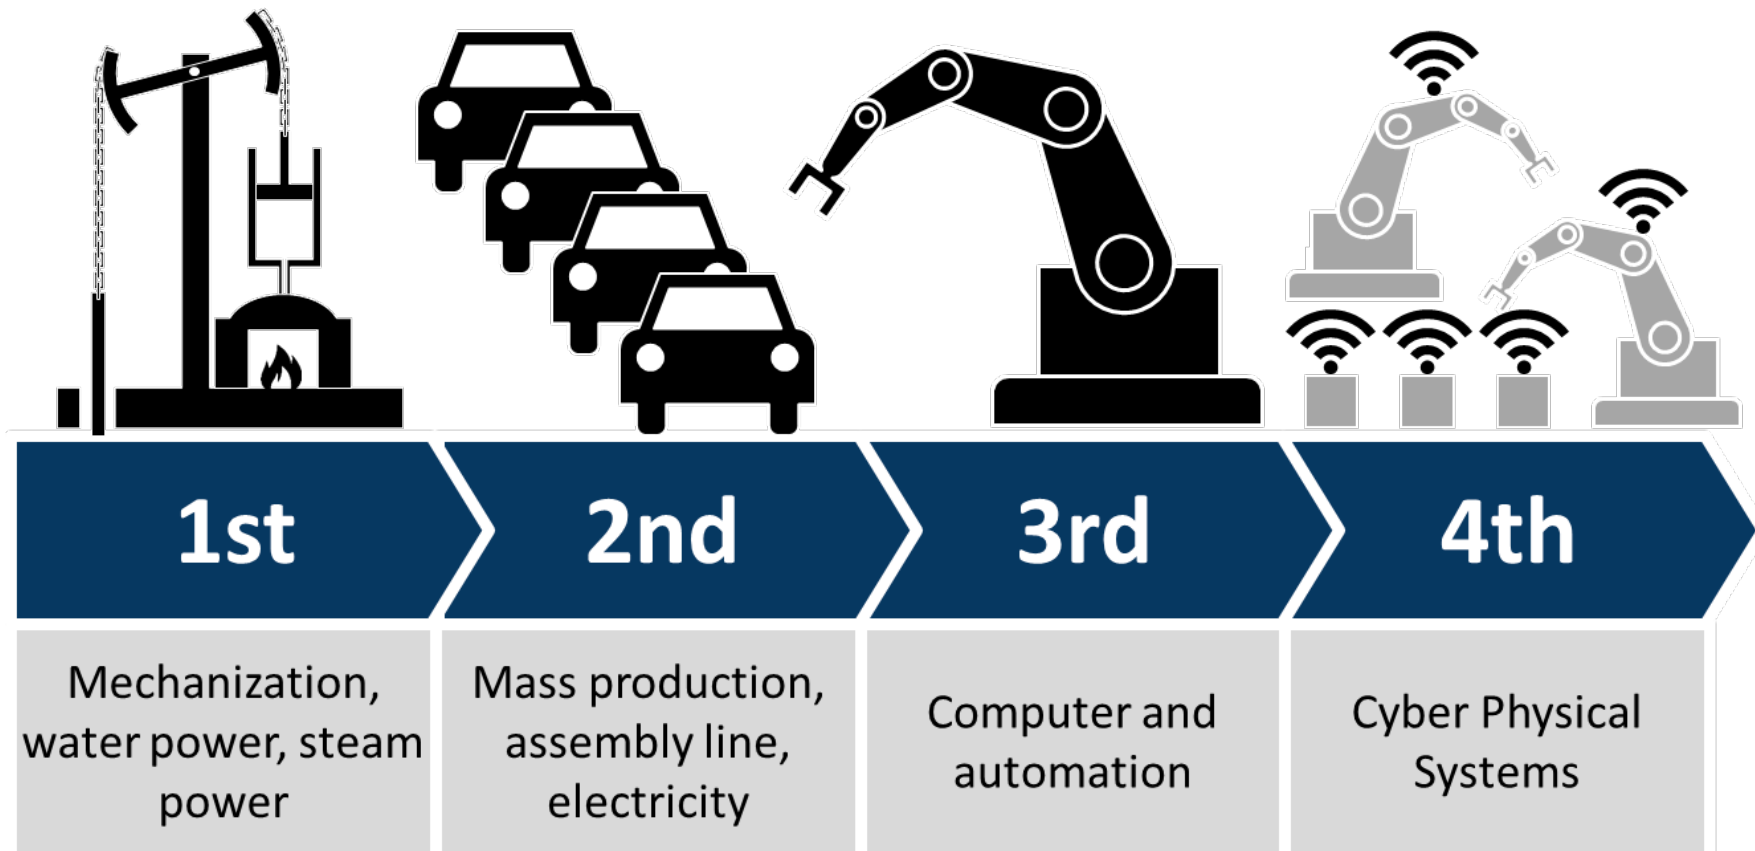 1st
2nd
3rd
4th
Mechanization,
water power, steam
power
Mass production,
assembly line,
electricity
Computer and
automation
Cyber Physical
Systems